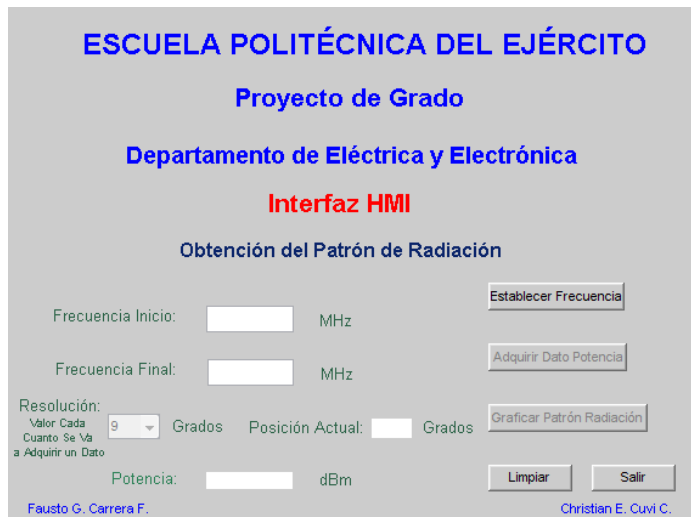 ESCUELA POLITÉCNICA DEL EJÉRCITO
Proyecto de Grado
Departamento de Eléctrica y Electrónica
Interfaz HMI
Obtención del Patrón de Radiación
Establecer Frecuencia
Frecuencia Inicio: MHz
Adquirir Dato Potencia
Frecuencia Final: MHz
Resolución:
Valor Cada
Cuanto Se Va
a Adquirir un Dato
9 Grados Posición Actual: Grados
Graficar Patrón Radiación
Potencia: dBm
Limpiar Salir
Fausto G. Carrera F. Christian E. Cuvi C.